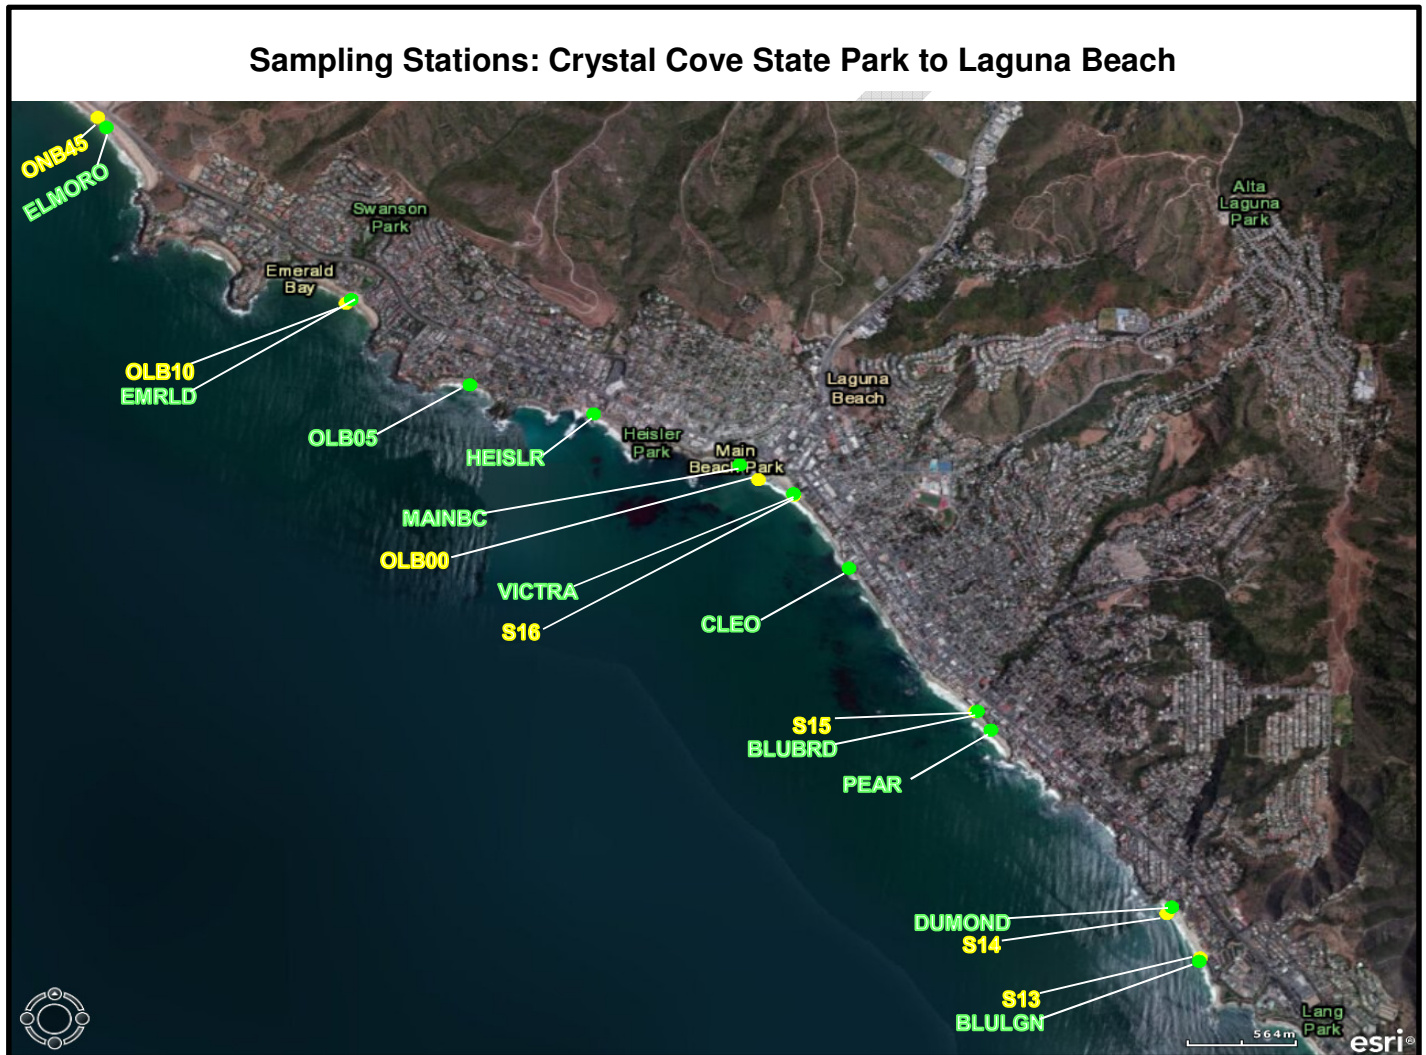 Sampling Stations: Crystal Cove State Park to Laguna Beach
ONB45
ELMORO
Swanson
Park
Alta
Laguna
Park
Emerald
Bay
OLB10
EMRLD
OLB05
HEISLR
Heisler
Park
Main
Beach Park
Laguna
Beach
MAINBC
OLB00
VICTRA
S16
CLEO
S15
BLUBRD
PEAR
DUMOND
S14
S13
BLULGN
Lang
Park
564m
esri®